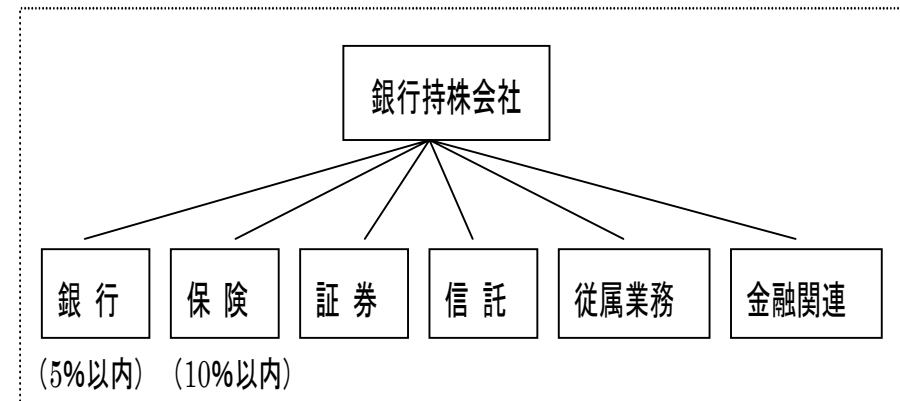 銀行持株会社
銀 行
保 険
証 券
信 託
従属業務
金融関連
(5%以内)
(10%以内)